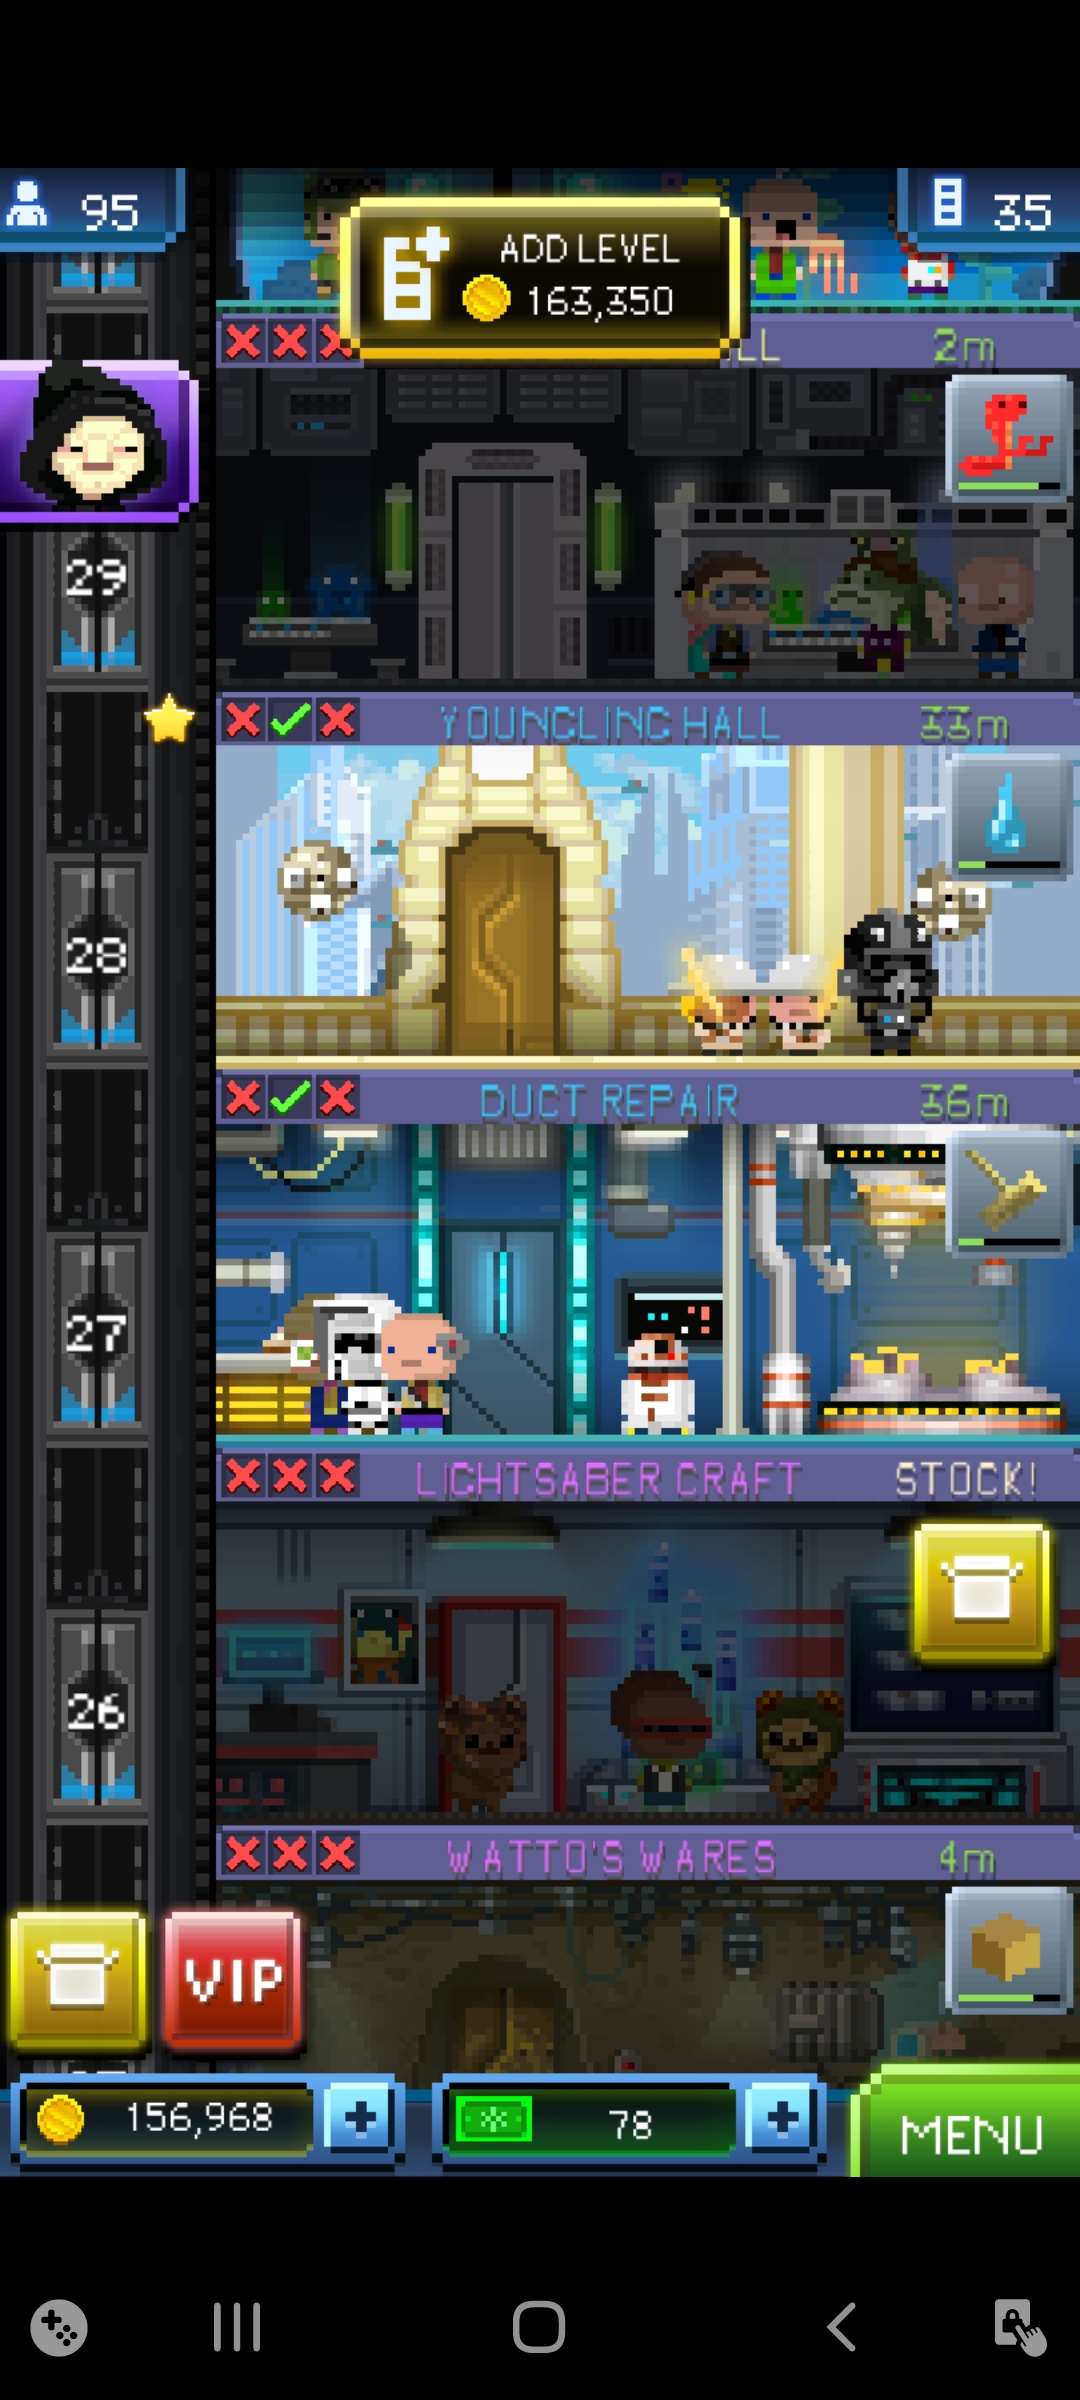 95
ADD LEVEL
163,350
35
LL
2m
29
YOUNGLING HALL
33m
28
DUCT REPAIR
36m
27
LIGHTSABER CRAFT
STOCK!
26
WATTO'S WARES
4m
VIP
156,968
78
MENU